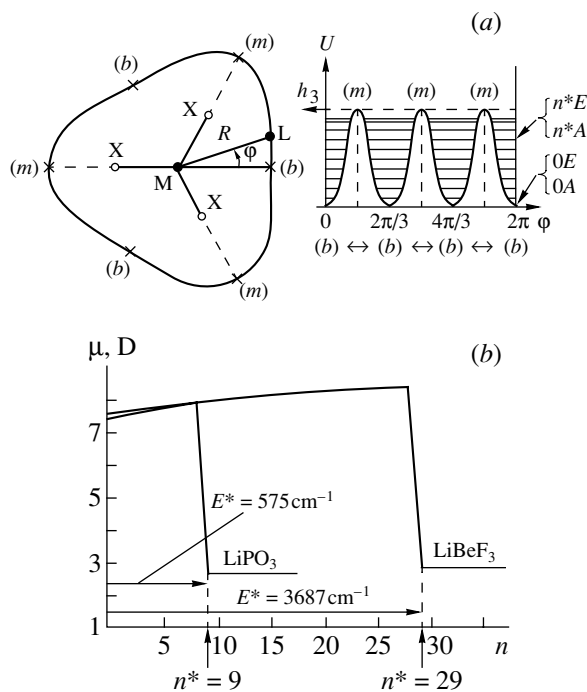 (a)
(m)
(b)
X
R
L
φ
(m)
X
M
(b)
X
(b)
(m)
U
h₃
(m) (m) (m)
n*E
n*A
0E
0A
0 2π/3 4π/3 2π φ
(b) ↔ (b) ↔ (b) ↔ (b)
μ, D
(b)
7
5
3
1
E* = 575 cm⁻¹
LiPO₃
LiBeF₃
E* = 3687 cm⁻¹
5 10 15 20 25 30 n
n* = 9 n* = 29